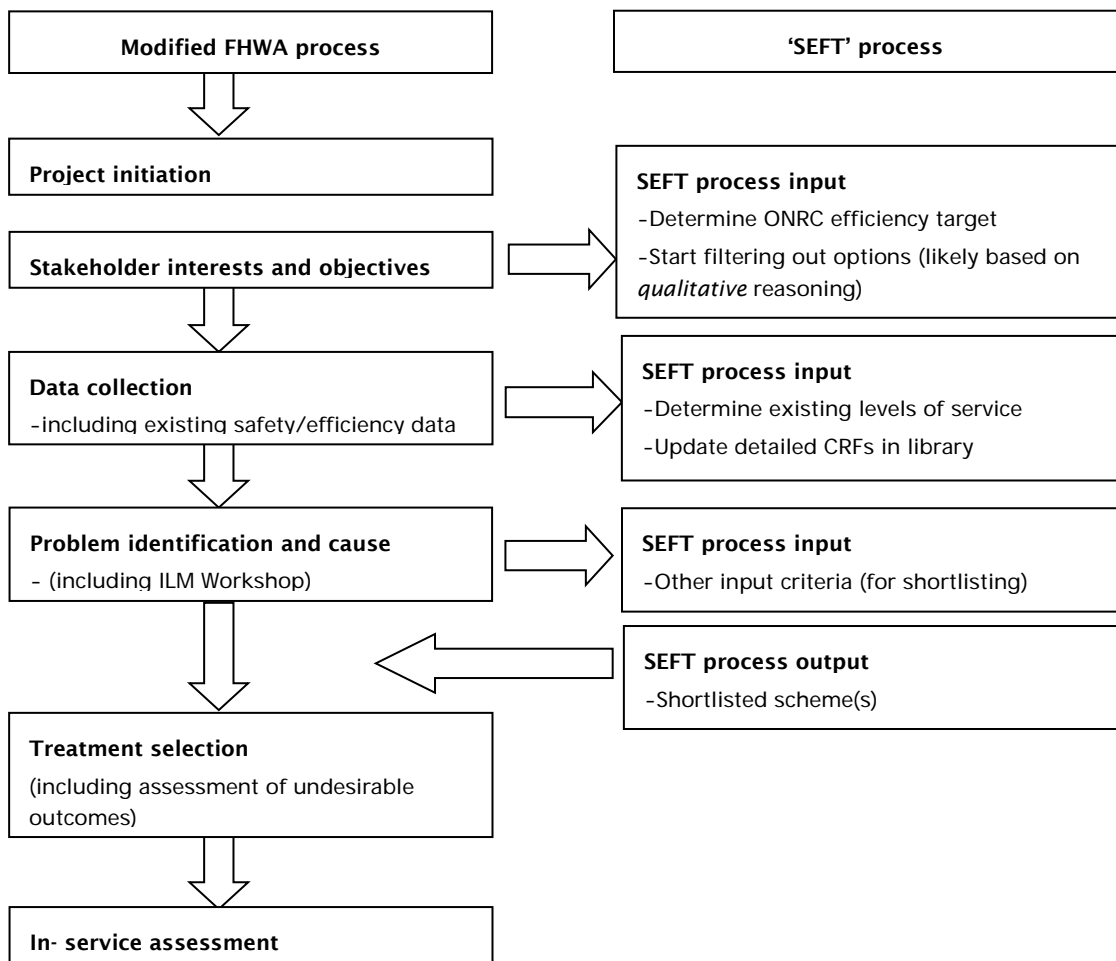 Modified FHWA process
‘SEFT’ process
Project initiation
SEFT process input
-Determine ONRC efficiency target
-Start filtering out options (likely based on
qualitative reasoning)
Stakeholder interests and objectives
Data collection
-including existing safety/efficiency data
SEFT process input
-Determine existing levels of service
-Update detailed CRFs in library
Problem identification and cause
- (including ILM Workshop)
SEFT process input
-Other input criteria (for shortlisting)
SEFT process output
-Shortlisted scheme(s)
Treatment selection
(including assessment of undesirable
outcomes)
In- service assessment